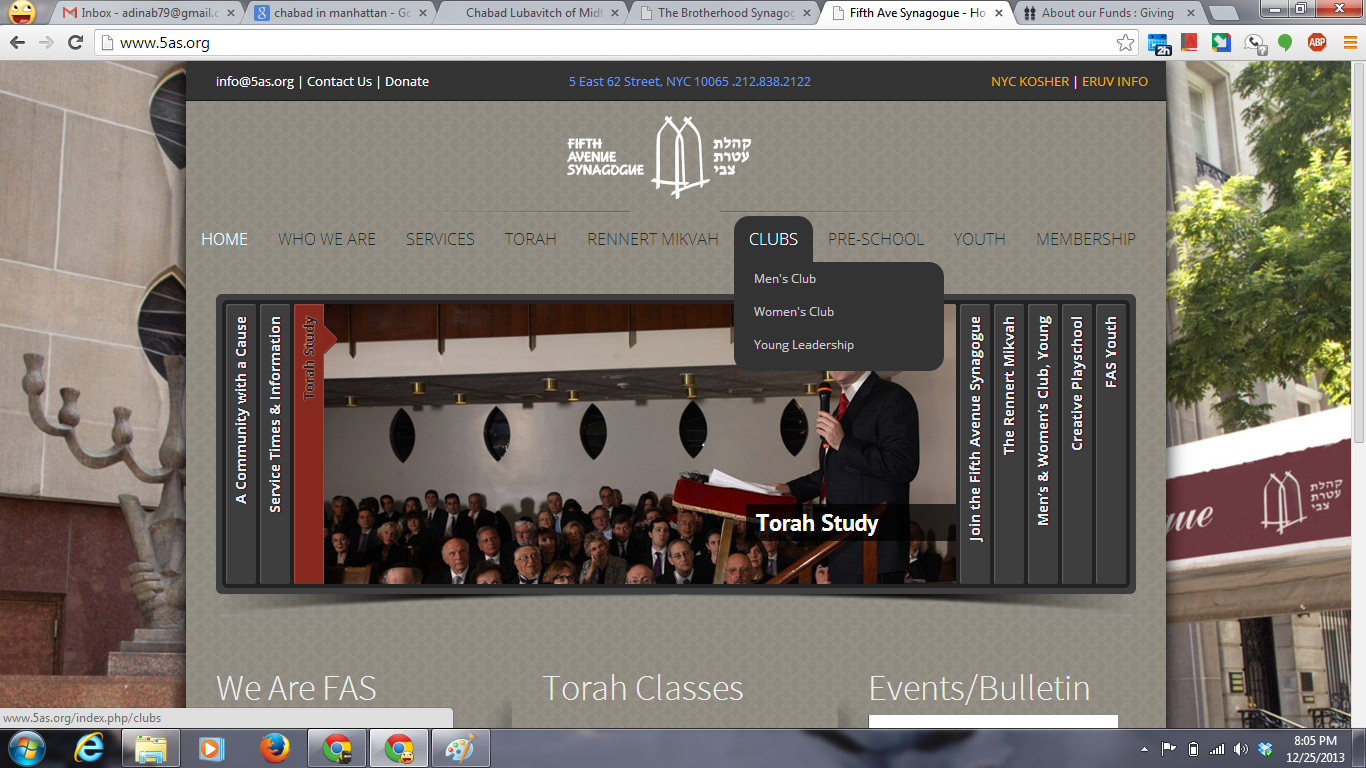 Inbox - adinab79@gmail.c
chabad in manhattan - Go
Chabad Lubavitch of Midt
The Brotherhood Synagog
Fifth Ave Synagogue - Ho
About our Funds : Giving
www.5as.org
2h
?
ABP
info@5as.org | Contact Us | Donate
5 East 62 Street, NYC 10065 .212.838.2122
NYC KOSHER | ERUV INFO
FIFTH
AVENUE
SYNAGOGUE
קהלת
עטרת
צבי
HOME
WHO WE ARE
SERVICES
TORAH
RENNERT MIKVAH
CLUBS
PRE-SCHOOL
YOUTH
MEMBERSHIP
Men's Club
Women's Club
Young Leadership
A Community with a Cause
Service Times & Information
Torah Study
Torah Study
Join the Fifth Avenue Synagogue
The Rennert Mikvah
Men's & Women's Club, Young
Creative Playschool
FAS Youth
קהלת
עטרת
צבי
gue
We Are FAS
Torah Classes
Events/Bulletin
www.5as.org/index.php/clubs
8:05 PM
12/25/2013